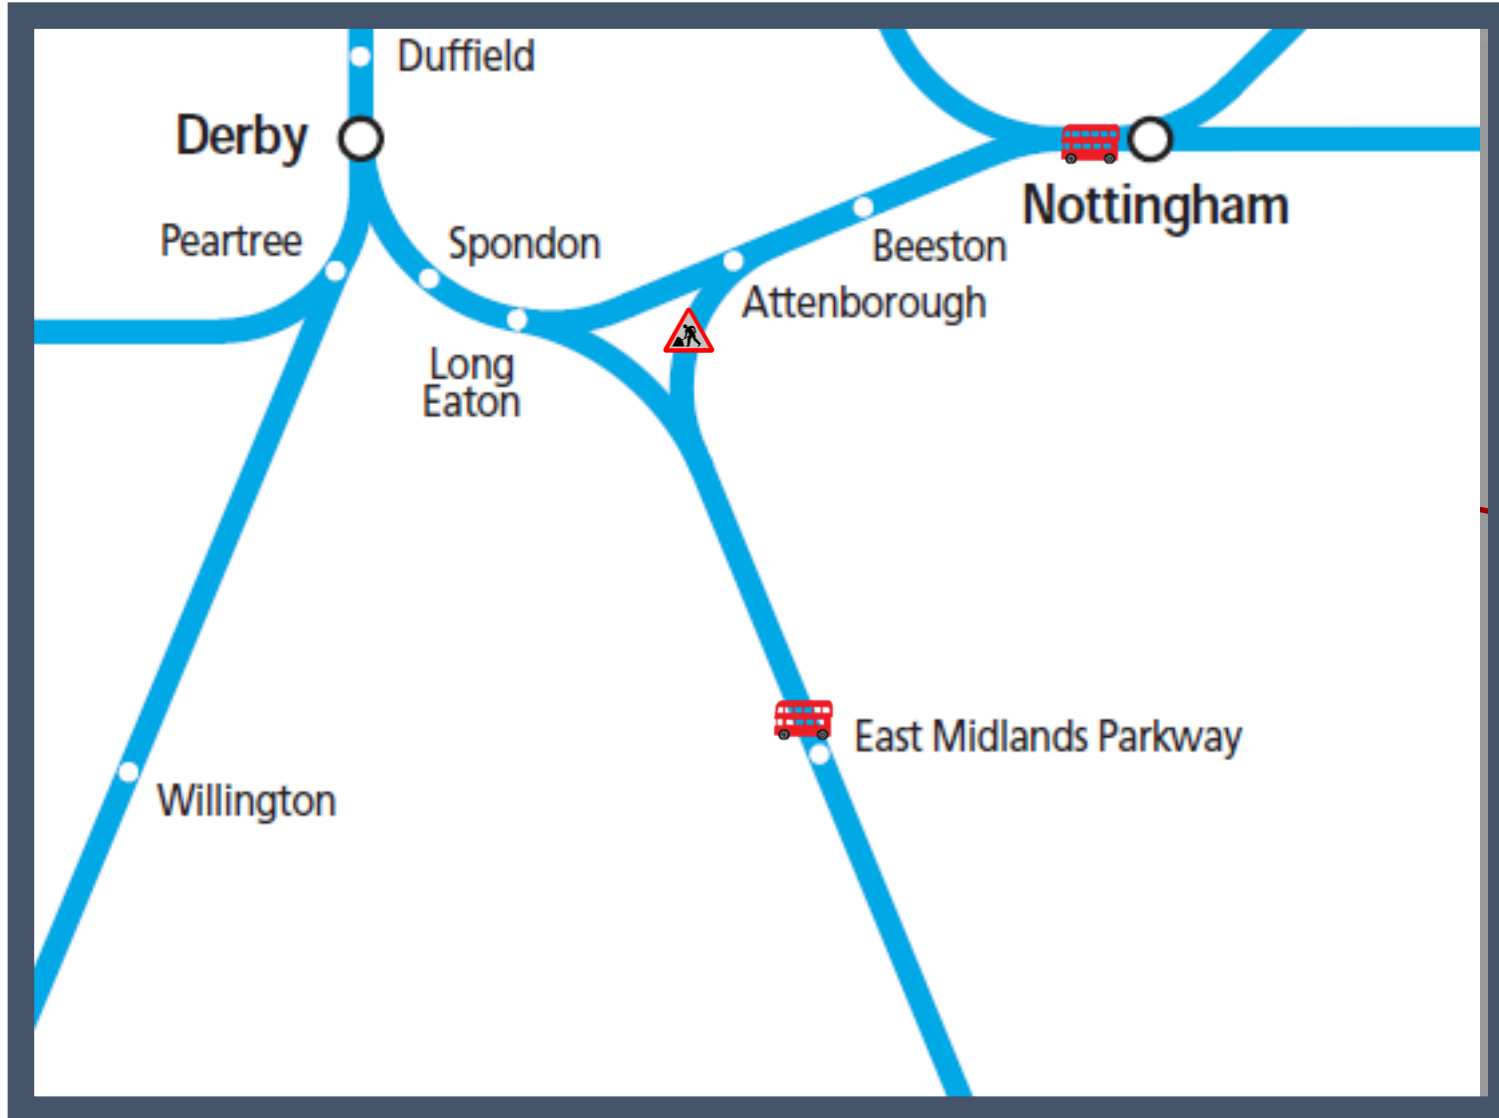 Duffield
Derby
Nottingham
Peartree
Spondon
Beeston
Attenborough
Long
Eaton
East Midlands Parkway
Willington